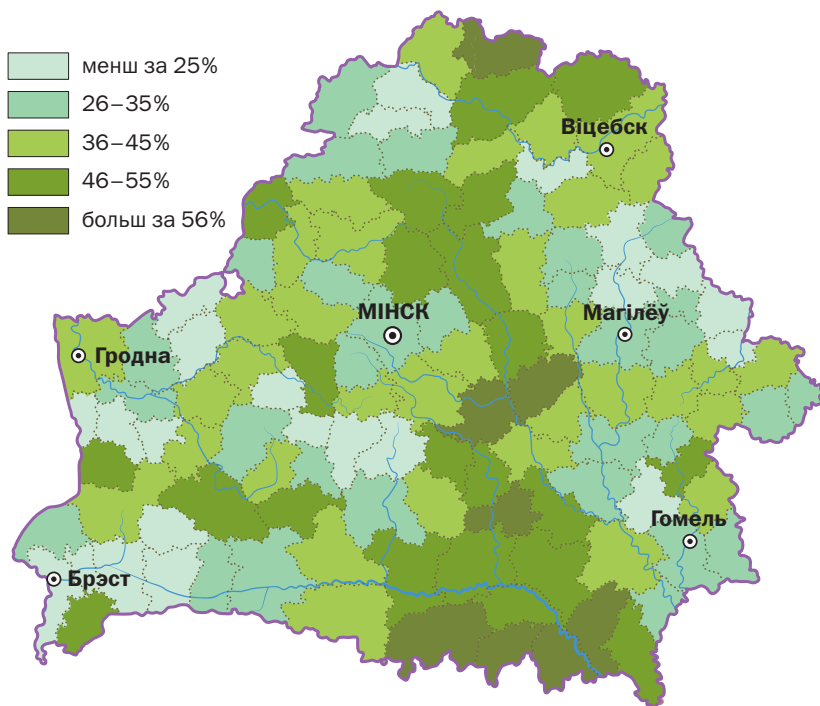 менш за 25%
26–35%
36–45%
46–55%
больш за 56%
Віцебск
МІНСК
Магілёў
Гродна
Гомель
Брэст